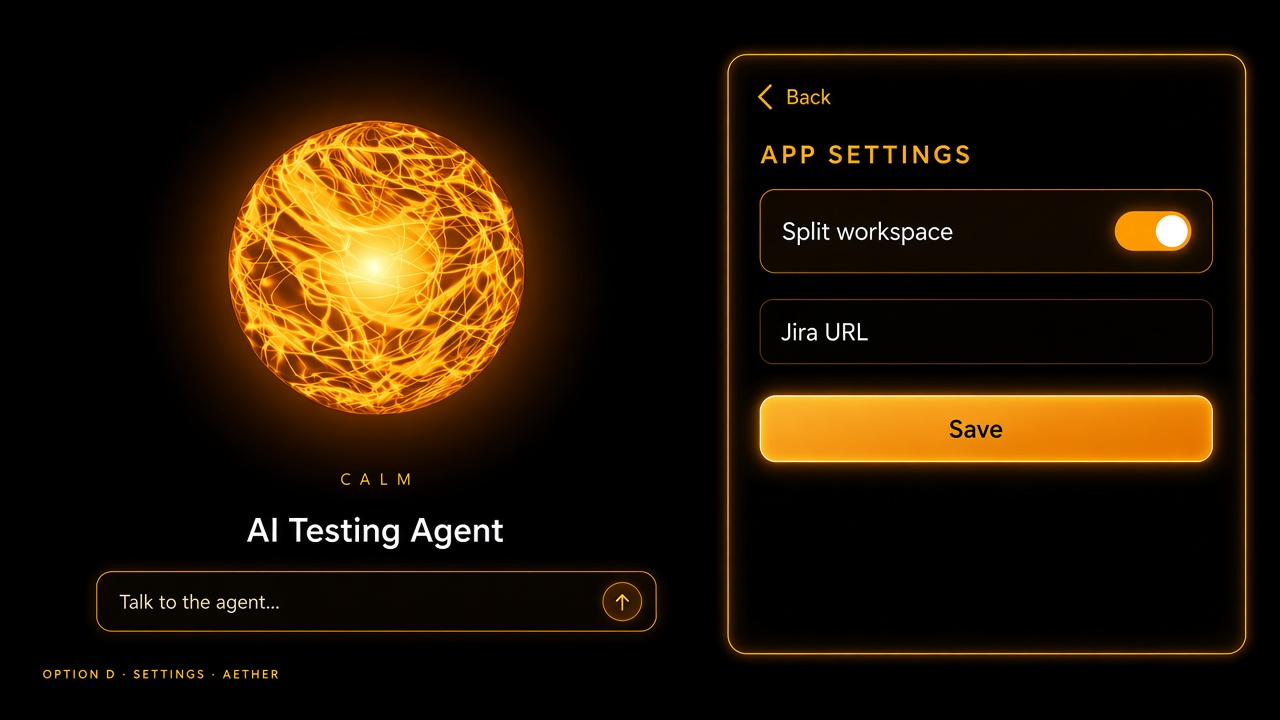 CALM
AI Testing Agent
Talk to the agent...
OPTION D · SETTINGS · AETHER
Back
APP SETTINGS
Split workspace
Jira URL
Save